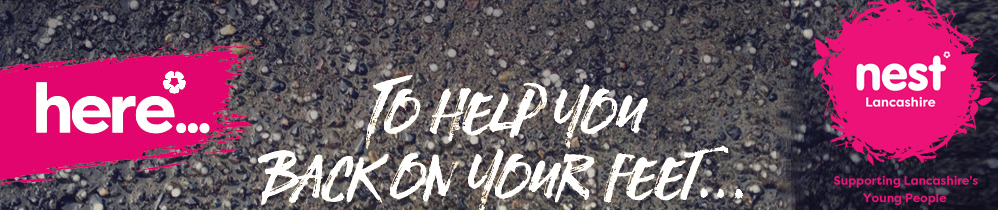 here...
TO HELP YOU
BACK ON YOUR FEET...
nest
Lancashire
Supporting Lancashire's
Young People